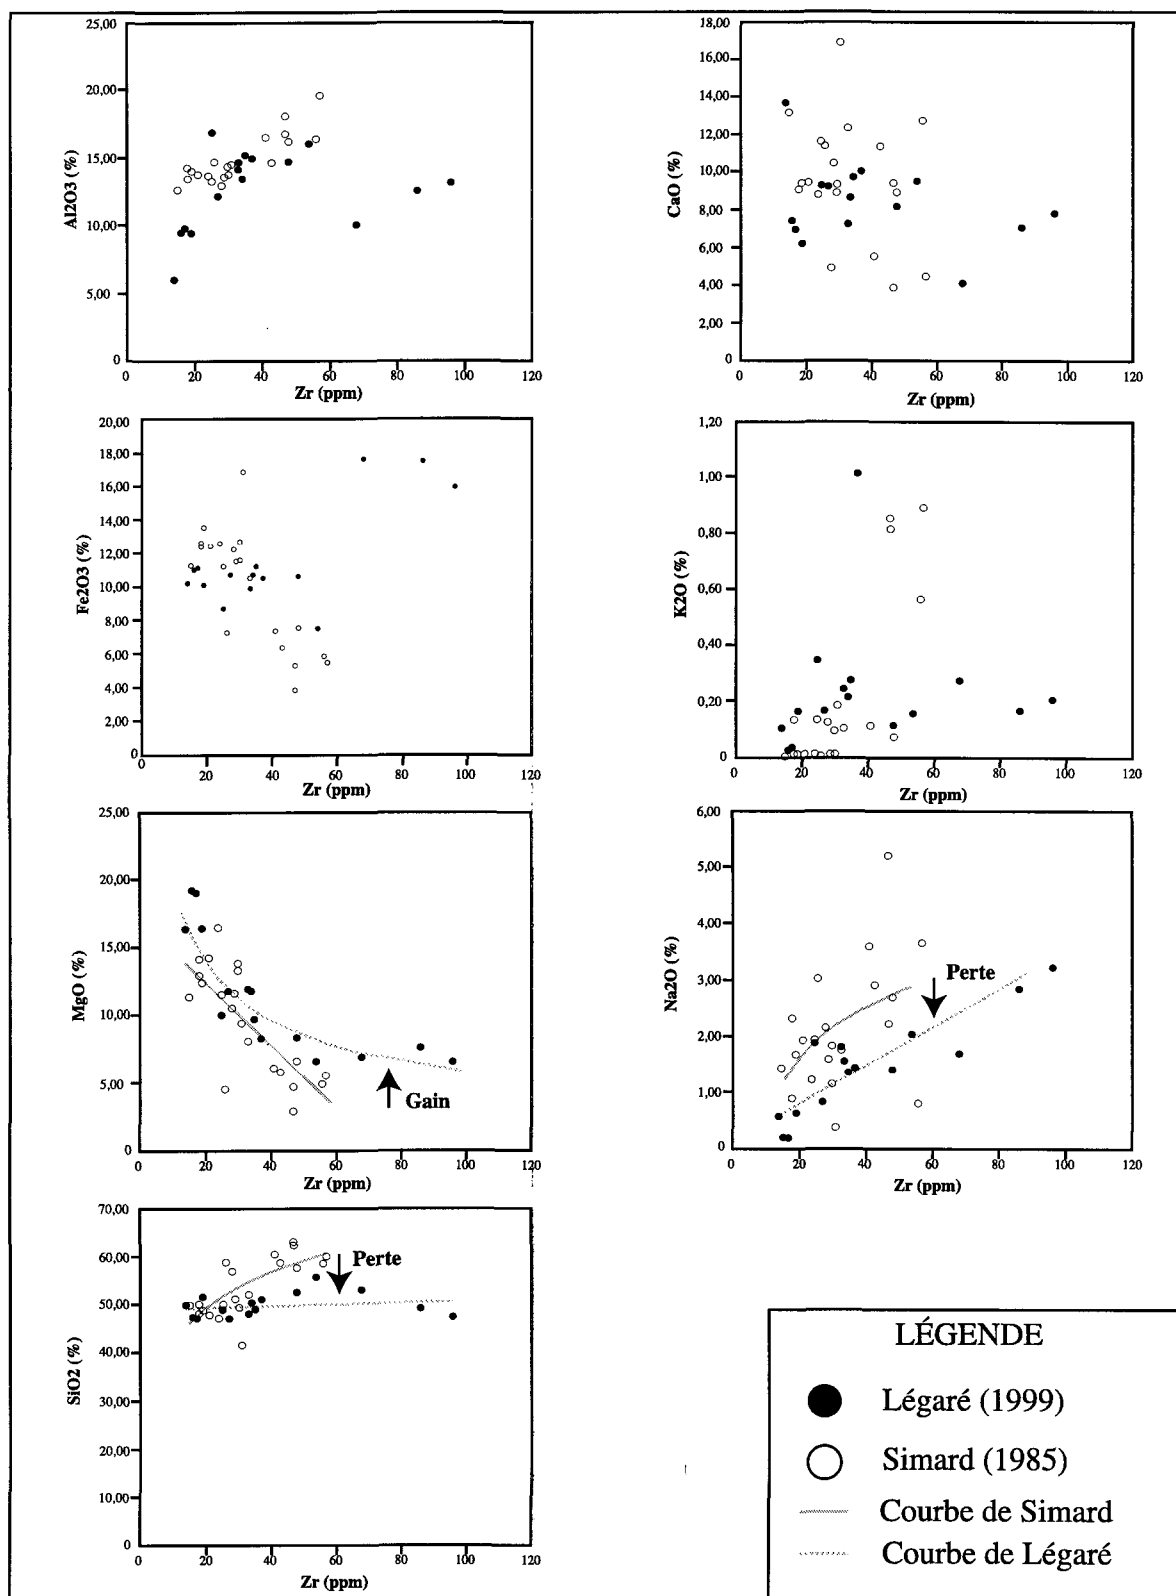 25,00
20,00
15,00
10,00
5,00
0
Al2O3 (%)
0 20 40 60 80 100 120
Zr (ppm)
18,00
16,00
14,00
12,00
10,00
8,00
6,00
4,00
2,00
0
CaO (%)
0 20 40 60 80 100 120
Zr (ppm)
20,00
18,00
16,00
14,00
12,00
10,00
8,00
6,00
4,00
2,00
0
Fe2O3 (%)
0 20 40 60 80 100 120
Zr (ppm)
1,20
1,00
0,80
0,60
0,40
0,20
0
K2O (%)
0 20 40 60 80 100 120
Zr (ppm)
25,00
20,00
15,00
10,00
5,00
0
MgO (%)
Gain
0 20 40 60 80 100 120
Zr (ppm)
6,00
5,00
4,00
3,00
2,00
1,00
0
Na2O (%)
Perte
0 20 40 60 80 100 120
Zr (ppm)
70,00
60,00
50,00
40,00
30,00
20,00
10,00
0
SiO2 (%)
Perte
0 20 40 60 80 100 120
Zr (ppm)
LÉGENDE
Légaré (1999)
Simard (1985)
Courbe de Simard
Courbe de Légaré